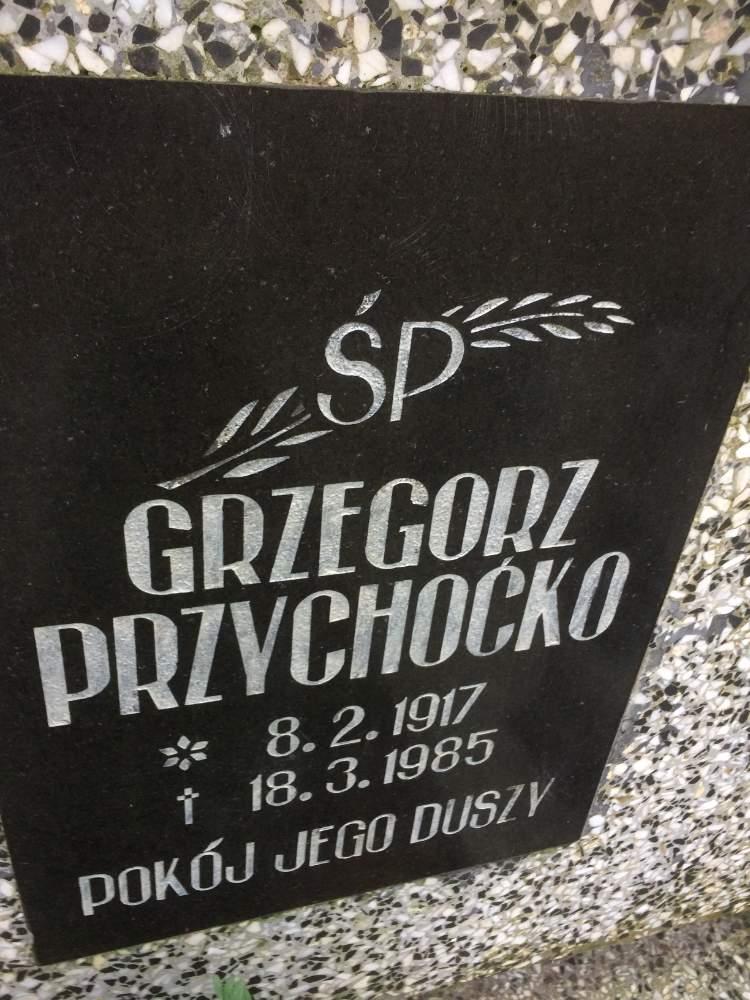 ŚP
GRZEGORZ
PRZYCHOĆKO
* 8.2.1917
† 18.3.1985
POKÓJ JEGO DUSZY